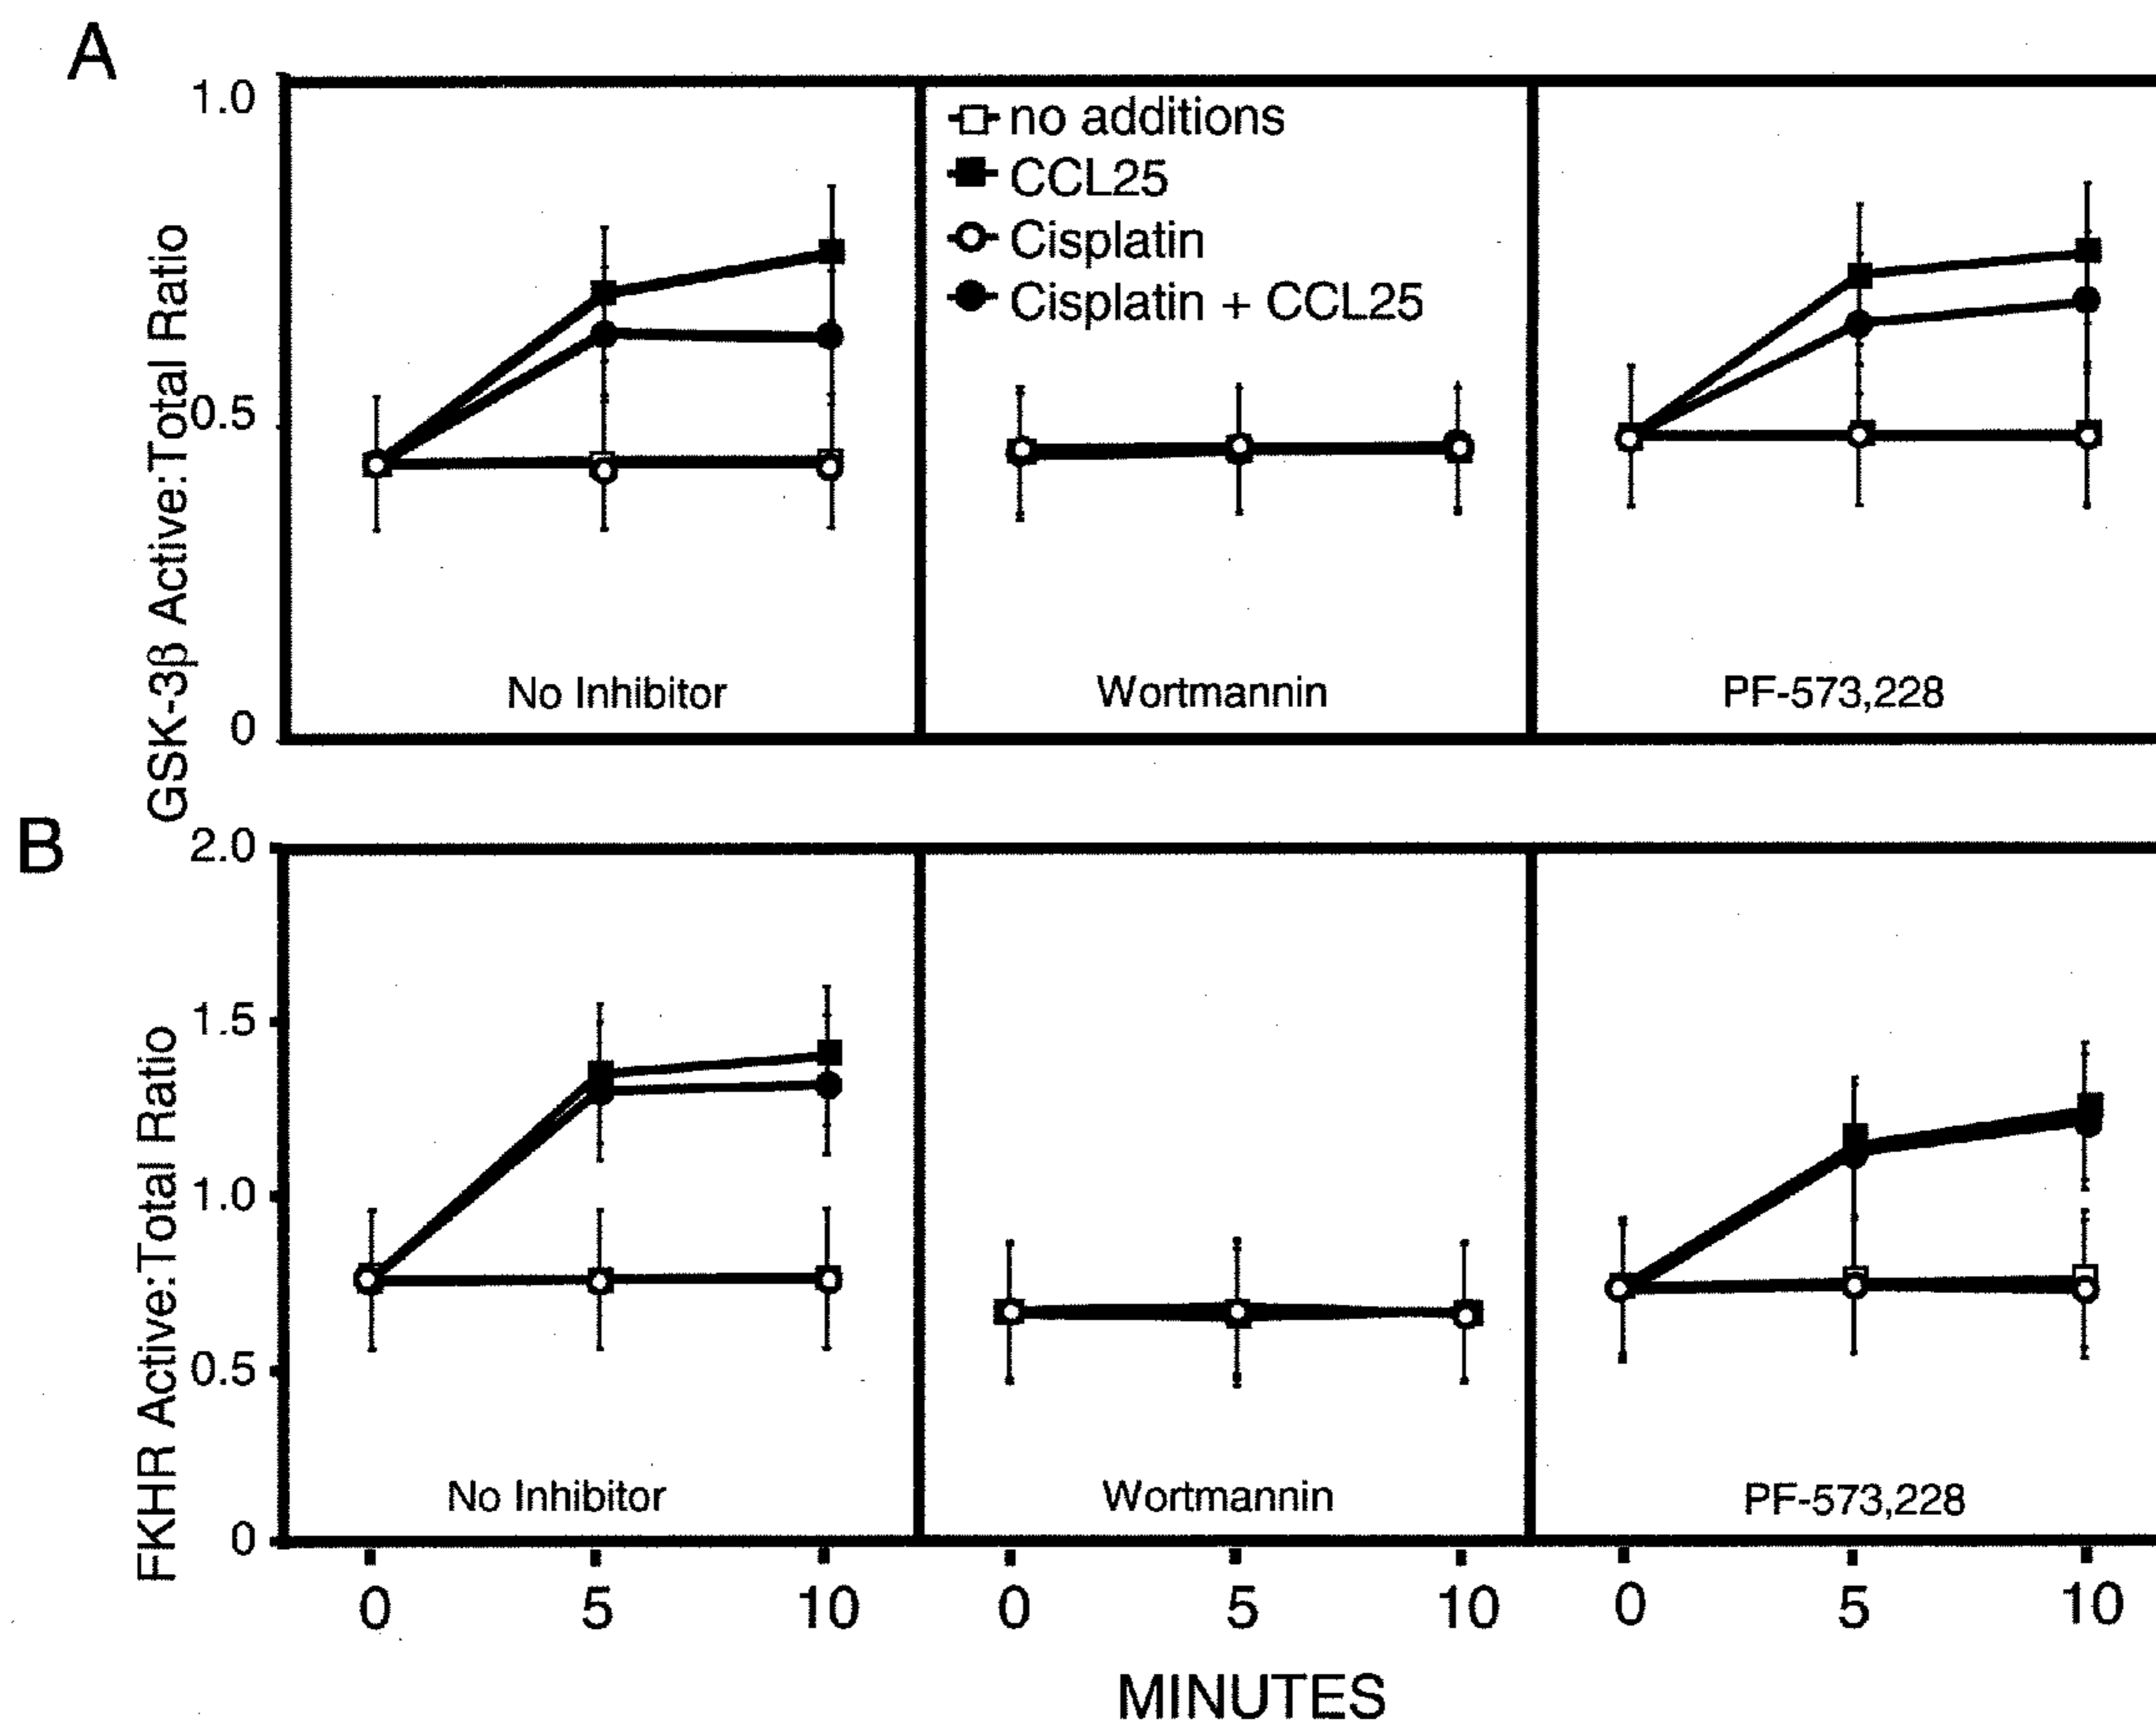 A
GSK-3β Active:Total Ratio
1.0
0.5
0
no additions
CCL25
Cisplatin
Cisplatin + CCL25
No Inhibitor
Wortmannin
PF-573,228
B
FKHR Active:Total Ratio
2.0
1.5
1.0
0.5
0
No Inhibitor
Wortmannin
PF-573,228
0 5 10 0 5 10 0 5 10
MINUTES